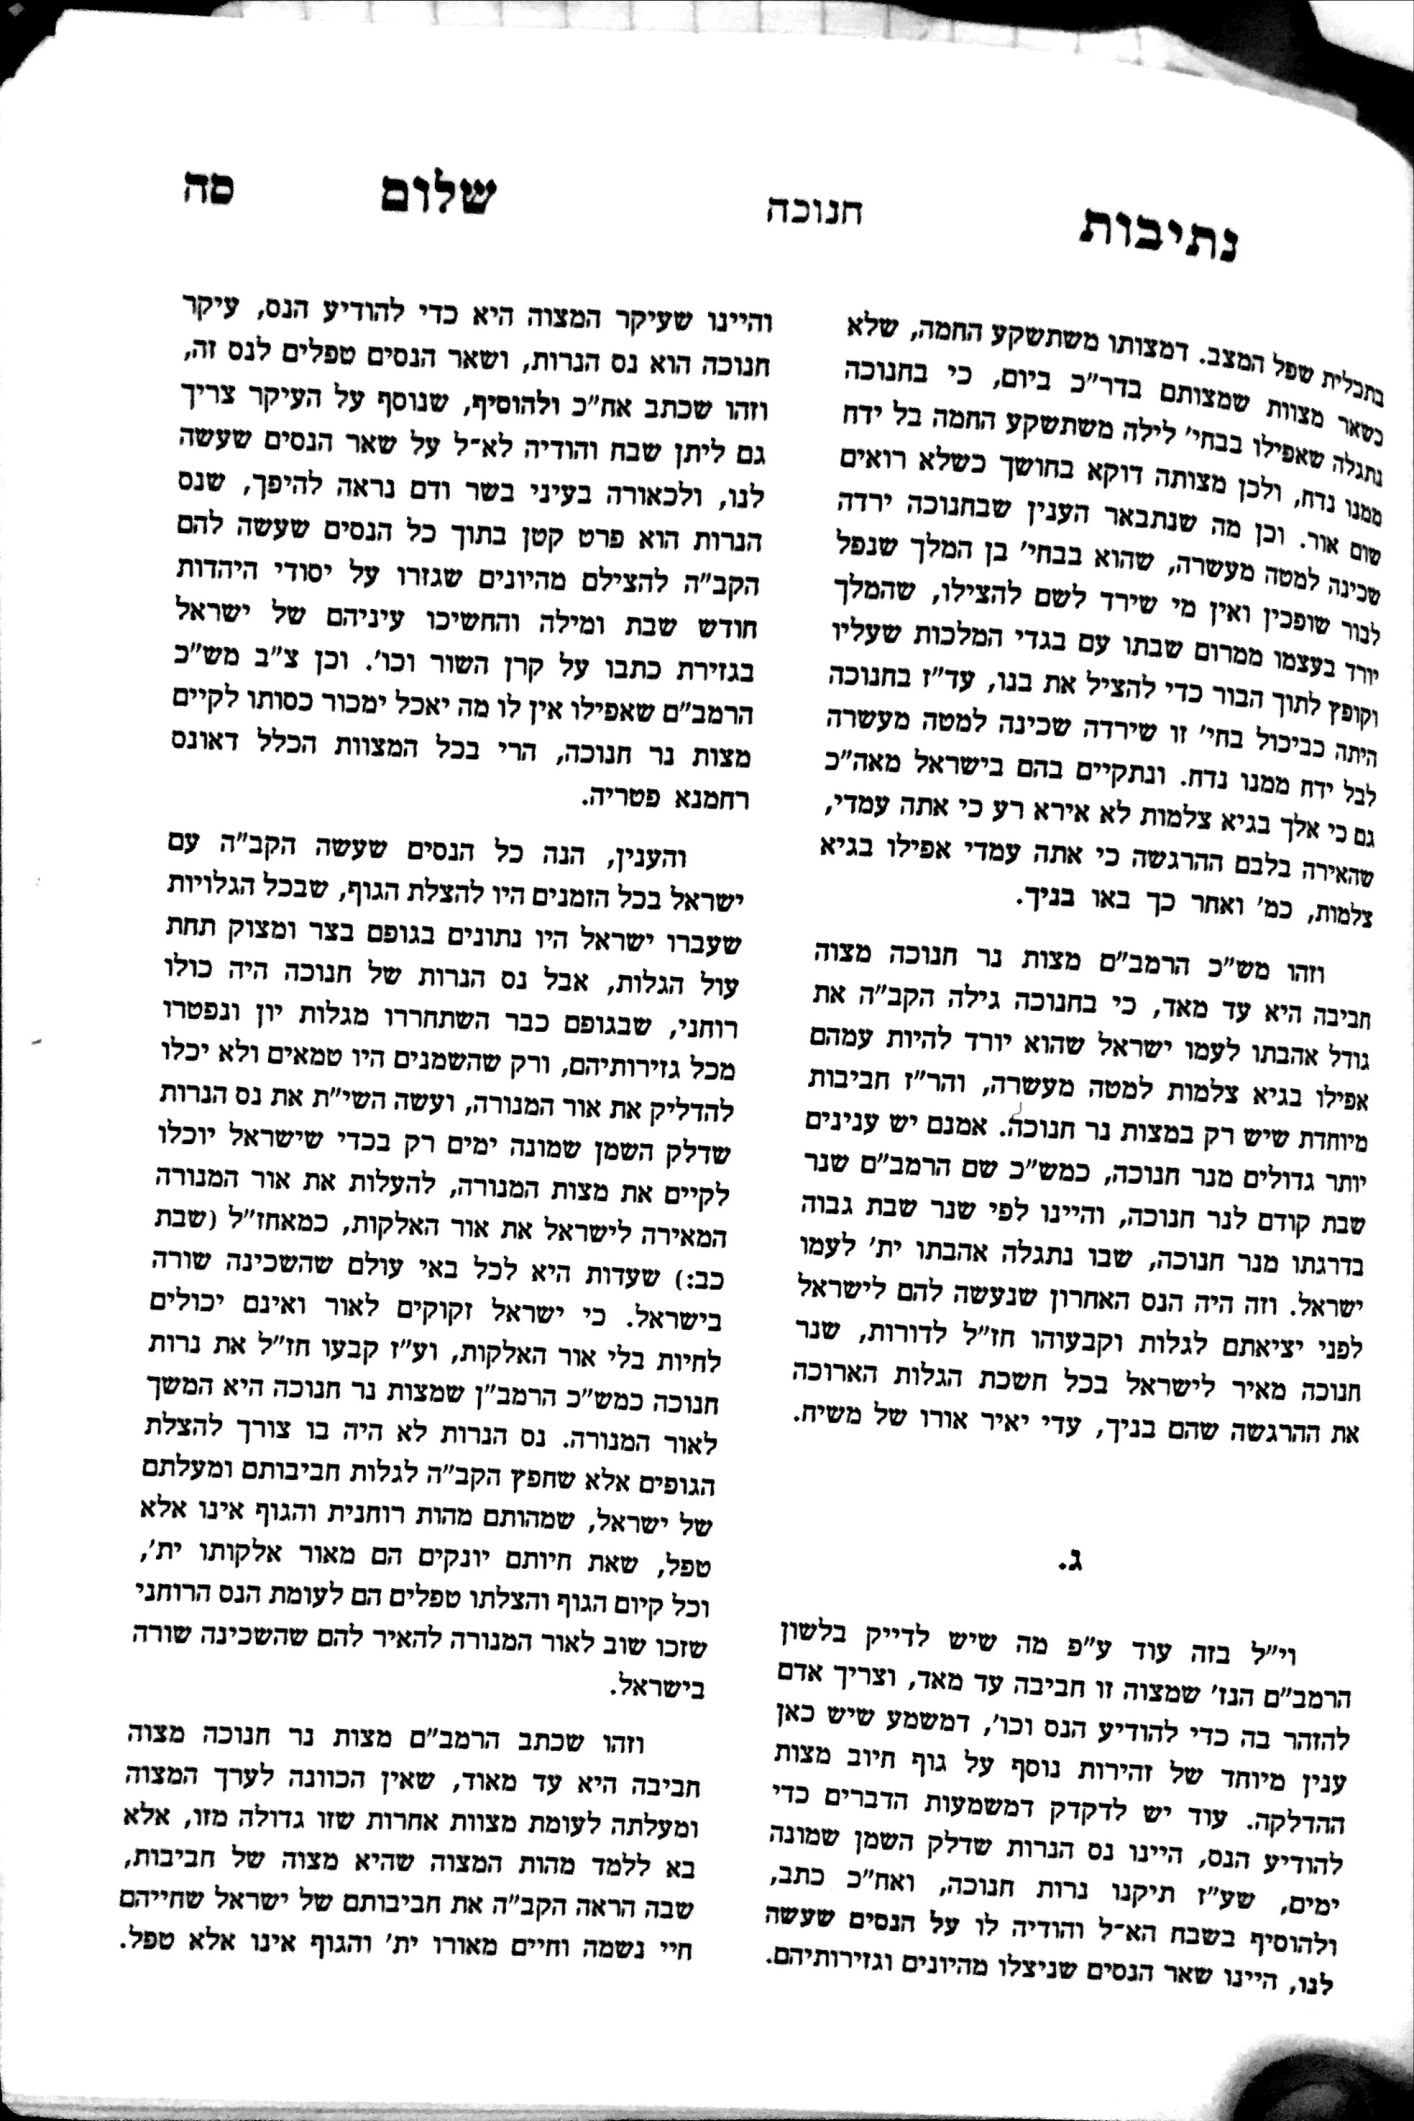 נתיבות חנוכה שלום סה
בתכלית שפל המצב. דמצותו משתשקע החמה, שלא
כשאר מצוות שמצותם בדר״כ ביום, כי בחנוכה
נתגלה שאפילו בבחי׳ לילה משתשקע החמה בל ידח
ממנו נדח, ולכן מצותה דוקא בחושך כשלא רואים
שום אור. וכן מה שנתבאר הענין שבחנוכה ירדה
שכינה למטה מעשרה, שהוא בבחי׳ בן המלך שנפל
לבור שופכין ואין מי שירד לשם להצילו, שהמלך
יורד בעצמו ממרום שבתו עם בגדי המלכות שעליו
וקופץ לתוך הבור כדי להציל את בנו, עד״ז בחנוכה
היתה כביכול בחי׳ זו שירדה שכינה למטה מעשרה
לבל ידח ממנו נדח. ונתקיים בהם בישראל מאה״כ
גם כי אלך בגיא צלמות לא אירא רע כי אתה עמדי,
שהאירה בלבם ההרגשה כי אתה עמדי אפילו בגיא
צלמות, כמ׳ ואחר כך באו בניך.
וזהו מש״כ הרמב״ם מצות נר חנוכה מצוה
חביבה היא עד מאד, כי בחנוכה גילה הקב״ה את
גודל אהבתו לעמו ישראל שהוא יורד להיות עמהם
אפילו בגיא צלמות למטה מעשרה, והר״ז חביבות
מיוחדת שיש רק במצות נר חנוכה. אמנם יש ענינים
יותר גדולים מנר חנוכה, כמש״כ שם הרמב״ם שנר
שבת קודם לנר חנוכה, והיינו לפי שנר שבת גבוה
בדרגתו מנר חנוכה, שבו נתגלה אהבתו ית׳ לעמו
ישראל. וזה היה הנס האחרון שנעשה להם לישראל
לפני יציאתם לגלות וקבעוהו חז״ל לדורות, שנר
חנוכה מאיר לישראל בכל חשכת הגלות הארוכה
את ההרגשה שהם בניך, עדי יאיר אורו של משיח.
ג.
וי״ל בזה עוד ע״פ מה שיש לדייק בלשון
הרמב״ם הנז׳ שמצוה זו חביבה עד מאד, וצריך אדם
להזהר בה כדי להודיע הנס וכו׳, דמשמע שיש כאן
ענין מיוחד של זהירות נוסף על גוף חיוב מצות
ההדלקה. עוד יש לדקדק דמשמעות הדברים כדי
להודיע הנס, היינו נס הנרות שדלק השמן שמונה
ימים, שע״ז תיקנו נרות חנוכה, ואח״כ כתב,
ולהוסיף בשבח הא־ל והודיה לו על הנסים שעשה
לנו, היינו שאר הנסים שניצלו מהיונים וגזירותיהם.
והיינו שעיקר המצוה היא כדי להודיע הנס, עיקר
חנוכה הוא נס הנרות, ושאר הנסים טפלים לנס זה,
וזהו שכתב אח״כ ולהוסיף, שנוסף על העיקר צריך
גם ליתן שבח והודיה לא־ל על שאר הנסים שעשה
לנו, ולכאורה בעיני בשר ודם נראה להיפך, שנס
הנרות הוא פרט קטן בתוך כל הנסים שעשה להם
הקב״ה להצילם מהיונים שגזרו על יסודי היהדות
חודש שבת ומילה והחשיכו עיניהם של ישראל
בגזירת כתבו על קרן השור וכו׳. וכן צ״ב מש״כ
הרמב״ם שאפילו אין לו מה יאכל ימכור כסותו לקיים
מצות נר חנוכה, הרי בכל המצוות הכלל דאונס
רחמנא פטריה.
והענין, הנה כל הנסים שעשה הקב״ה עם
ישראל בכל הזמנים היו להצלת הגוף, שבכל הגלויות
שעברו ישראל היו נתונים בגופם בצר ומצוק תחת
עול הגלות, אבל נס הנרות של חנוכה היה כולו
רוחני, שבגופם כבר השתחררו מגלות יון ונפטרו
מכל גזירותיהם, ורק שהשמנים היו טמאים ולא יכלו
להדליק את אור המנורה, ועשה השי״ת את נס הנרות
שדלק השמן שמונה ימים רק בכדי שישראל יוכלו
לקיים את מצות המנורה, להעלות את אור המנורה
המאירה לישראל את אור האלקות, כמאחז״ל (שבת
כב:) שעדות היא לכל באי עולם שהשכינה שורה
בישראל. כי ישראל זקוקים לאור ואינם יכולים
לחיות בלי אור האלקות, וע״ז קבעו חז״ל את נרות
חנוכה כמש״כ הרמב״ן שמצות נר חנוכה היא המשך
לאור המנורה. נס הנרות לא היה בו צורך להצלת
הגופים אלא שחפץ הקב״ה לגלות חביבותם ומעלתם
של ישראל, שמהותם מהות רוחנית והגוף אינו אלא
טפל, שאת חיותם יונקים הם מאור אלקותו ית׳,
וכל קיום הגוף והצלתו טפלים הם לעומת הנס הרוחני
שזכו שוב לאור המנורה להאיר להם שהשכינה שורה
בישראל.
וזהו שכתב הרמב״ם מצות נר חנוכה מצוה
חביבה היא עד מאוד, שאין הכוונה לערך המצוה
ומעלתה לעומת מצוות אחרות שזו גדולה מזו, אלא
בא ללמד מהות המצוה שהיא מצוה של חביבות,
שבה הראה הקב״ה את חביבותם של ישראל שחייהם
חיי נשמה וחיים מאורו ית׳ והגוף אינו אלא טפל.